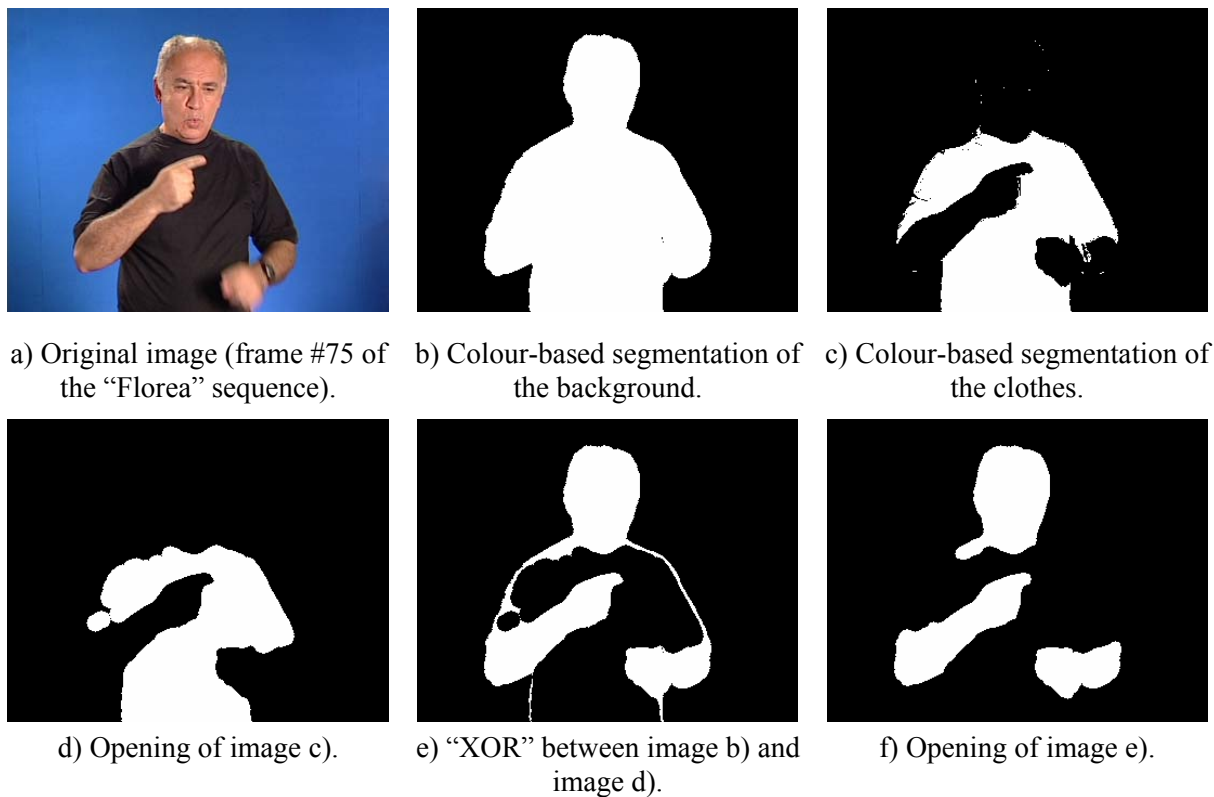 a) Original image (frame #75 of
the “Florea” sequence).
b) Colour-based segmentation of
the background.
c) Colour-based segmentation of
the clothes.
d) Opening of image c).
e) “XOR” between image b) and
image d).
f) Opening of image e).